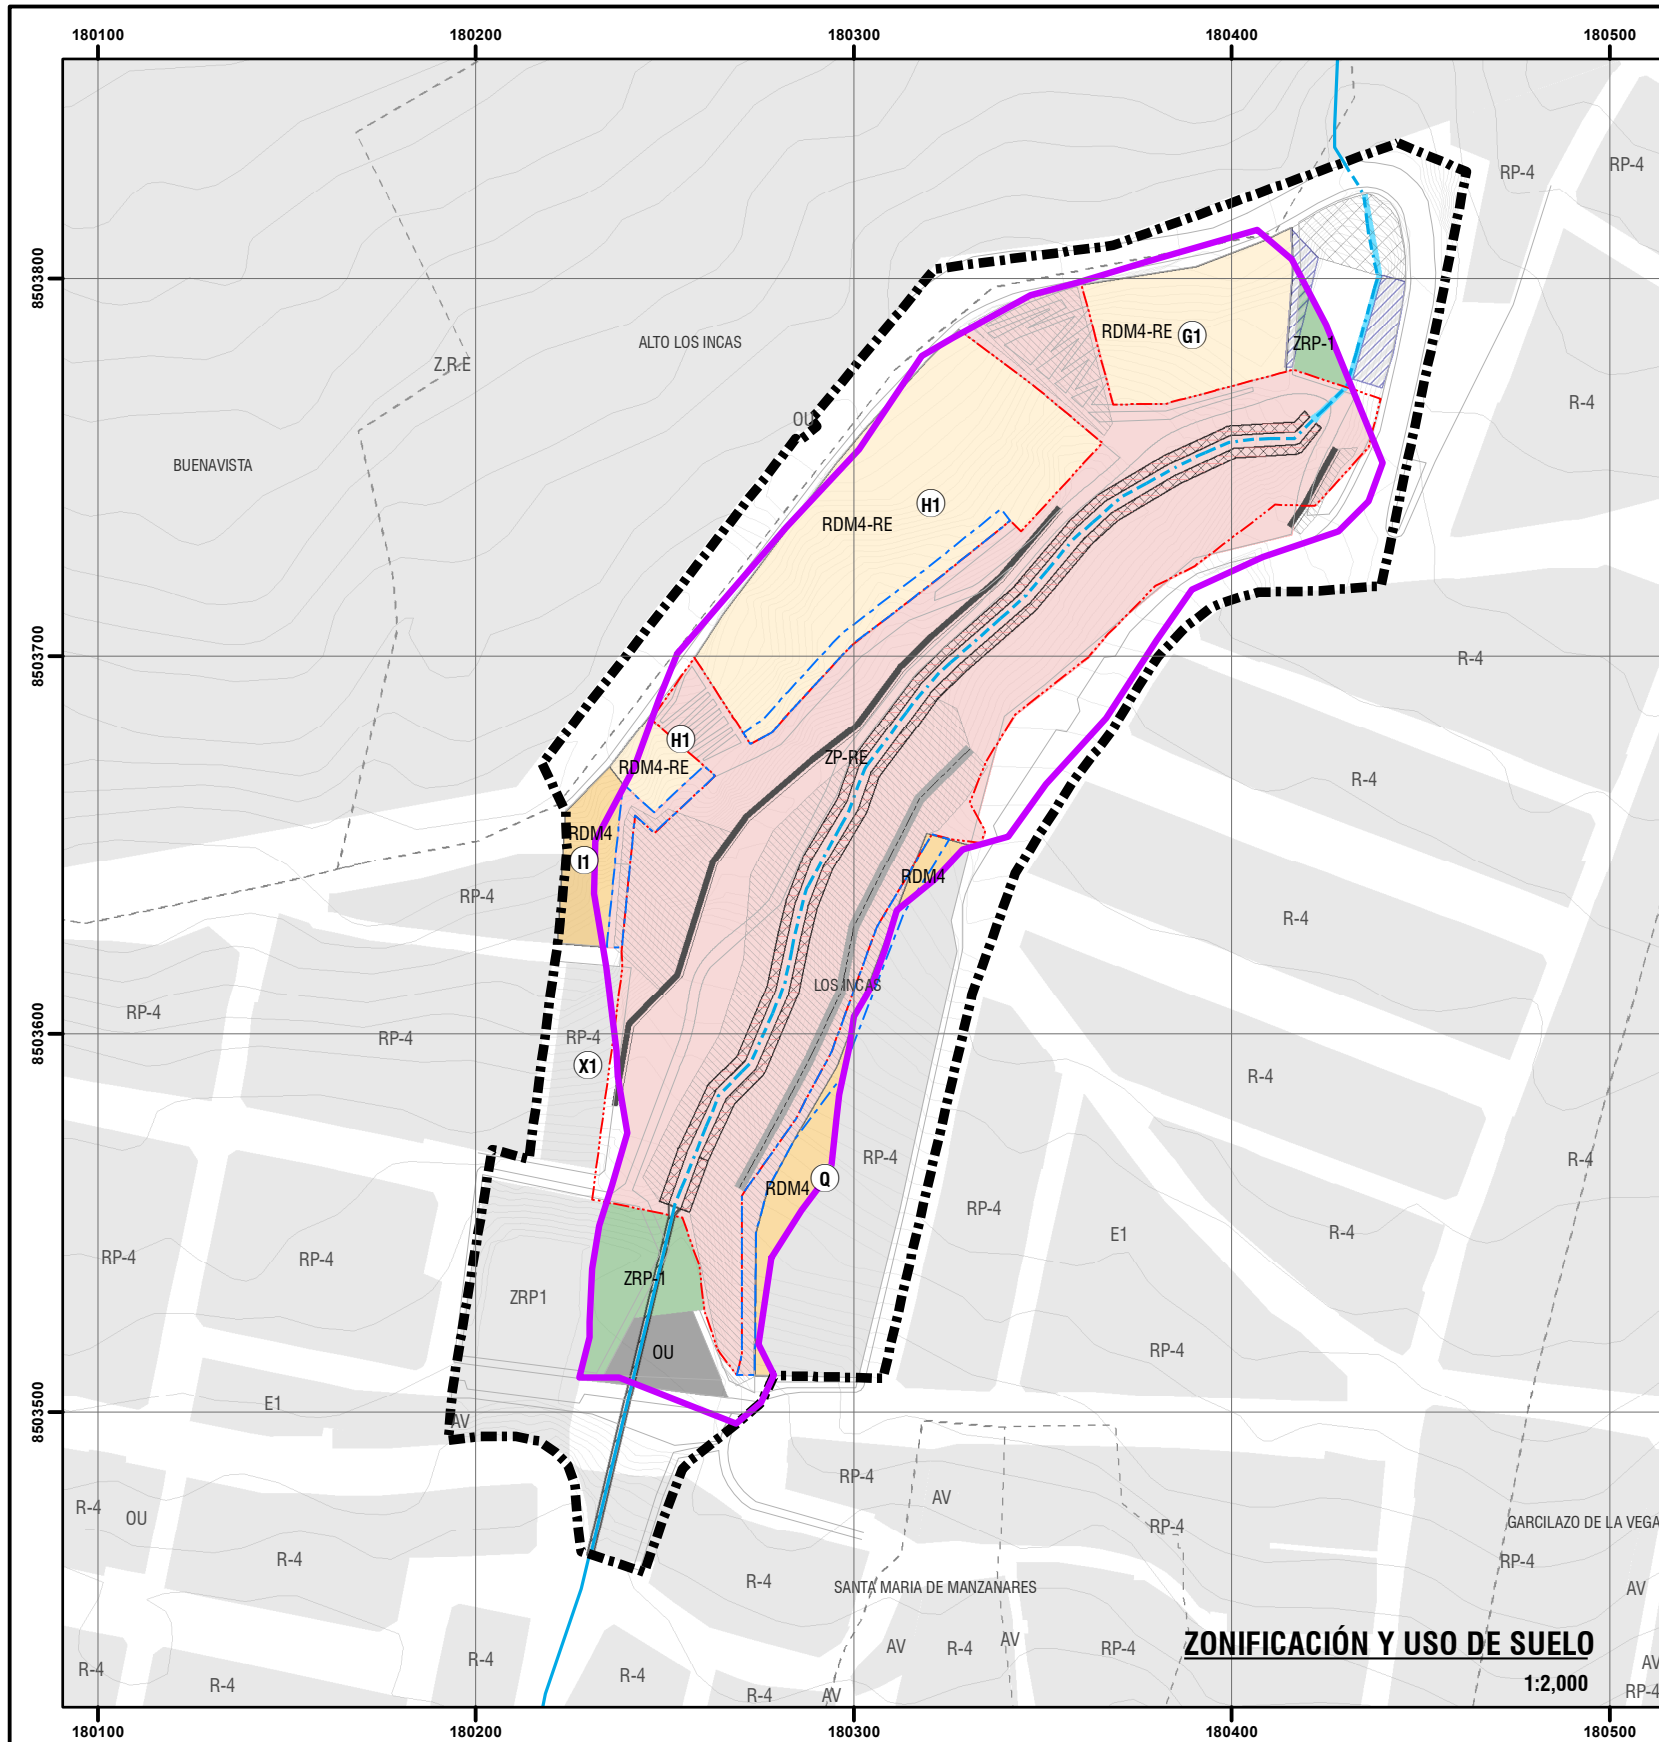 180100 180200 180300 180400 180500
RP-4
RP-4
8503800
RDM4-RE
G1
ZRP-1
ALTO LOS INCAS
Z.R.E
R-4
OU
BUENAVISTA
H1
RDM4-RE
8503700
R-4
H1
ZP-RE
RDM4-RE
R-4
RDM4
I1
RDM4
RP-4
R-4
LOS INCAS
RP-4
8503600
RP-4
RP-4
X1
R-4
RP-4
R-4
Q
RDM4
RP-4
E1
R-4
RP-4
RP-4
ZRP-1
ZRP1
OU
RP-4
E1
8503500
AV
RP-4
AV
R-4
OU
RP-4
GARCILAZO DE LA VEGA
R-4
RP-4
R-4
SANTA MARIA DE MANZANARES
AV
AV
R-4
AV
RP-4
ZONIFICACIÓN Y USO DE SUELO
R-4
R-4
AV
R-4
R-4
1:2,000
R-4
AV
RP-4
180100 180200 180300 180400 180500